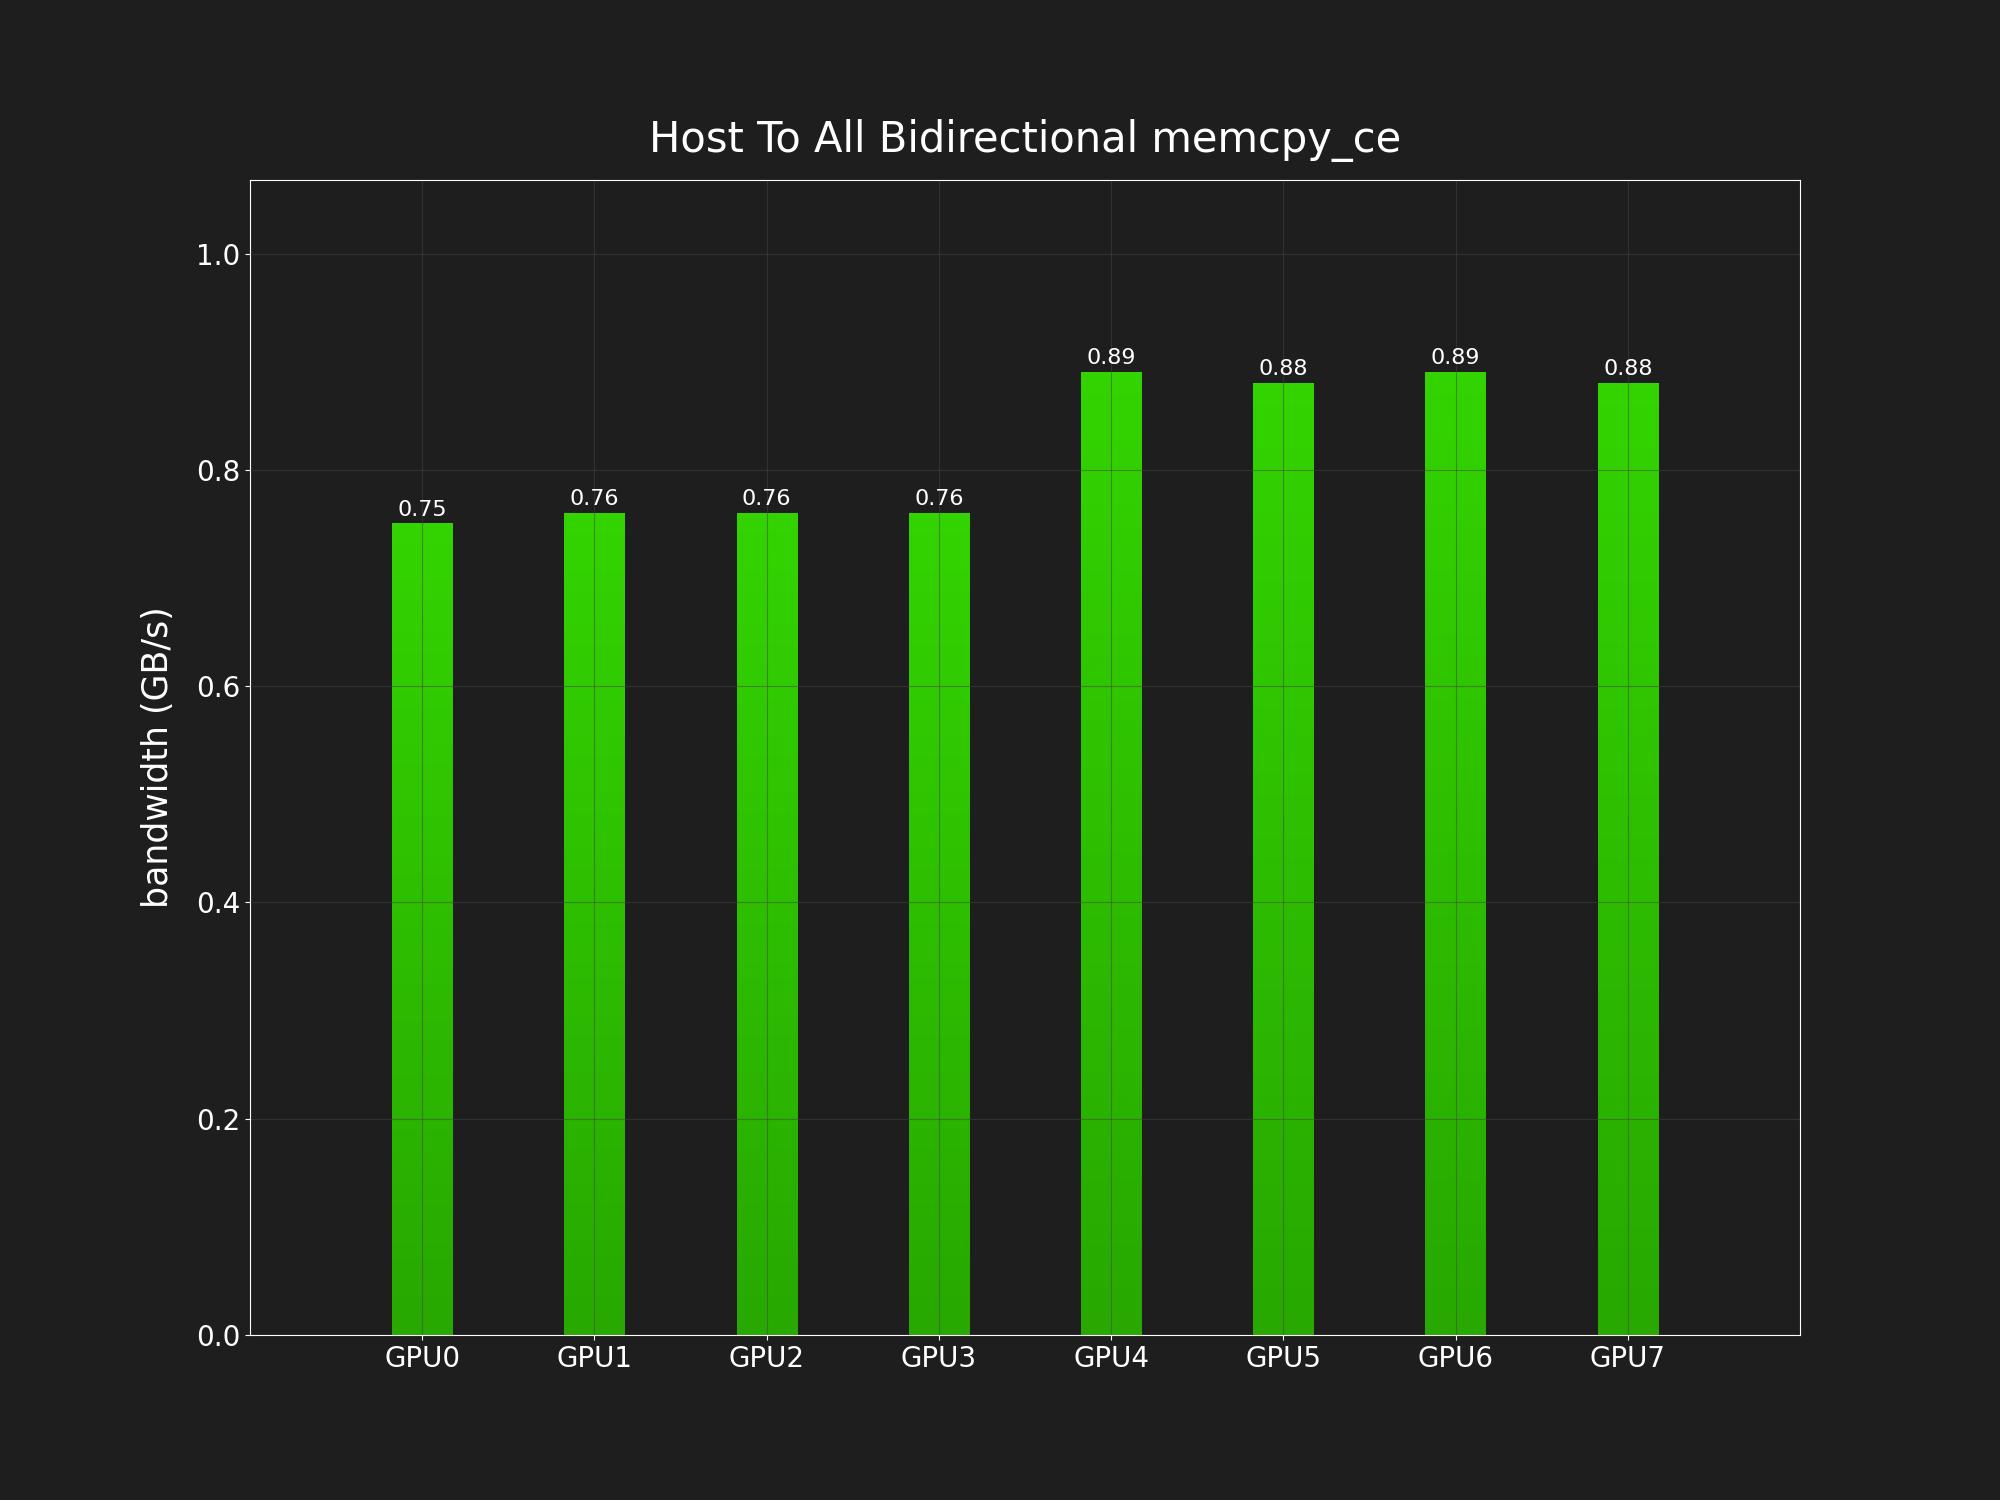 Host To All Bidirectional memcpy_ce
bandwidth (GB/s)
1.0
0.8
0.6
0.4
0.2
0.0
0.75
0.76
0.76
0.76
0.89
0.88
0.89
0.88
GPU0
GPU1
GPU2
GPU3
GPU4
GPU5
GPU6
GPU7